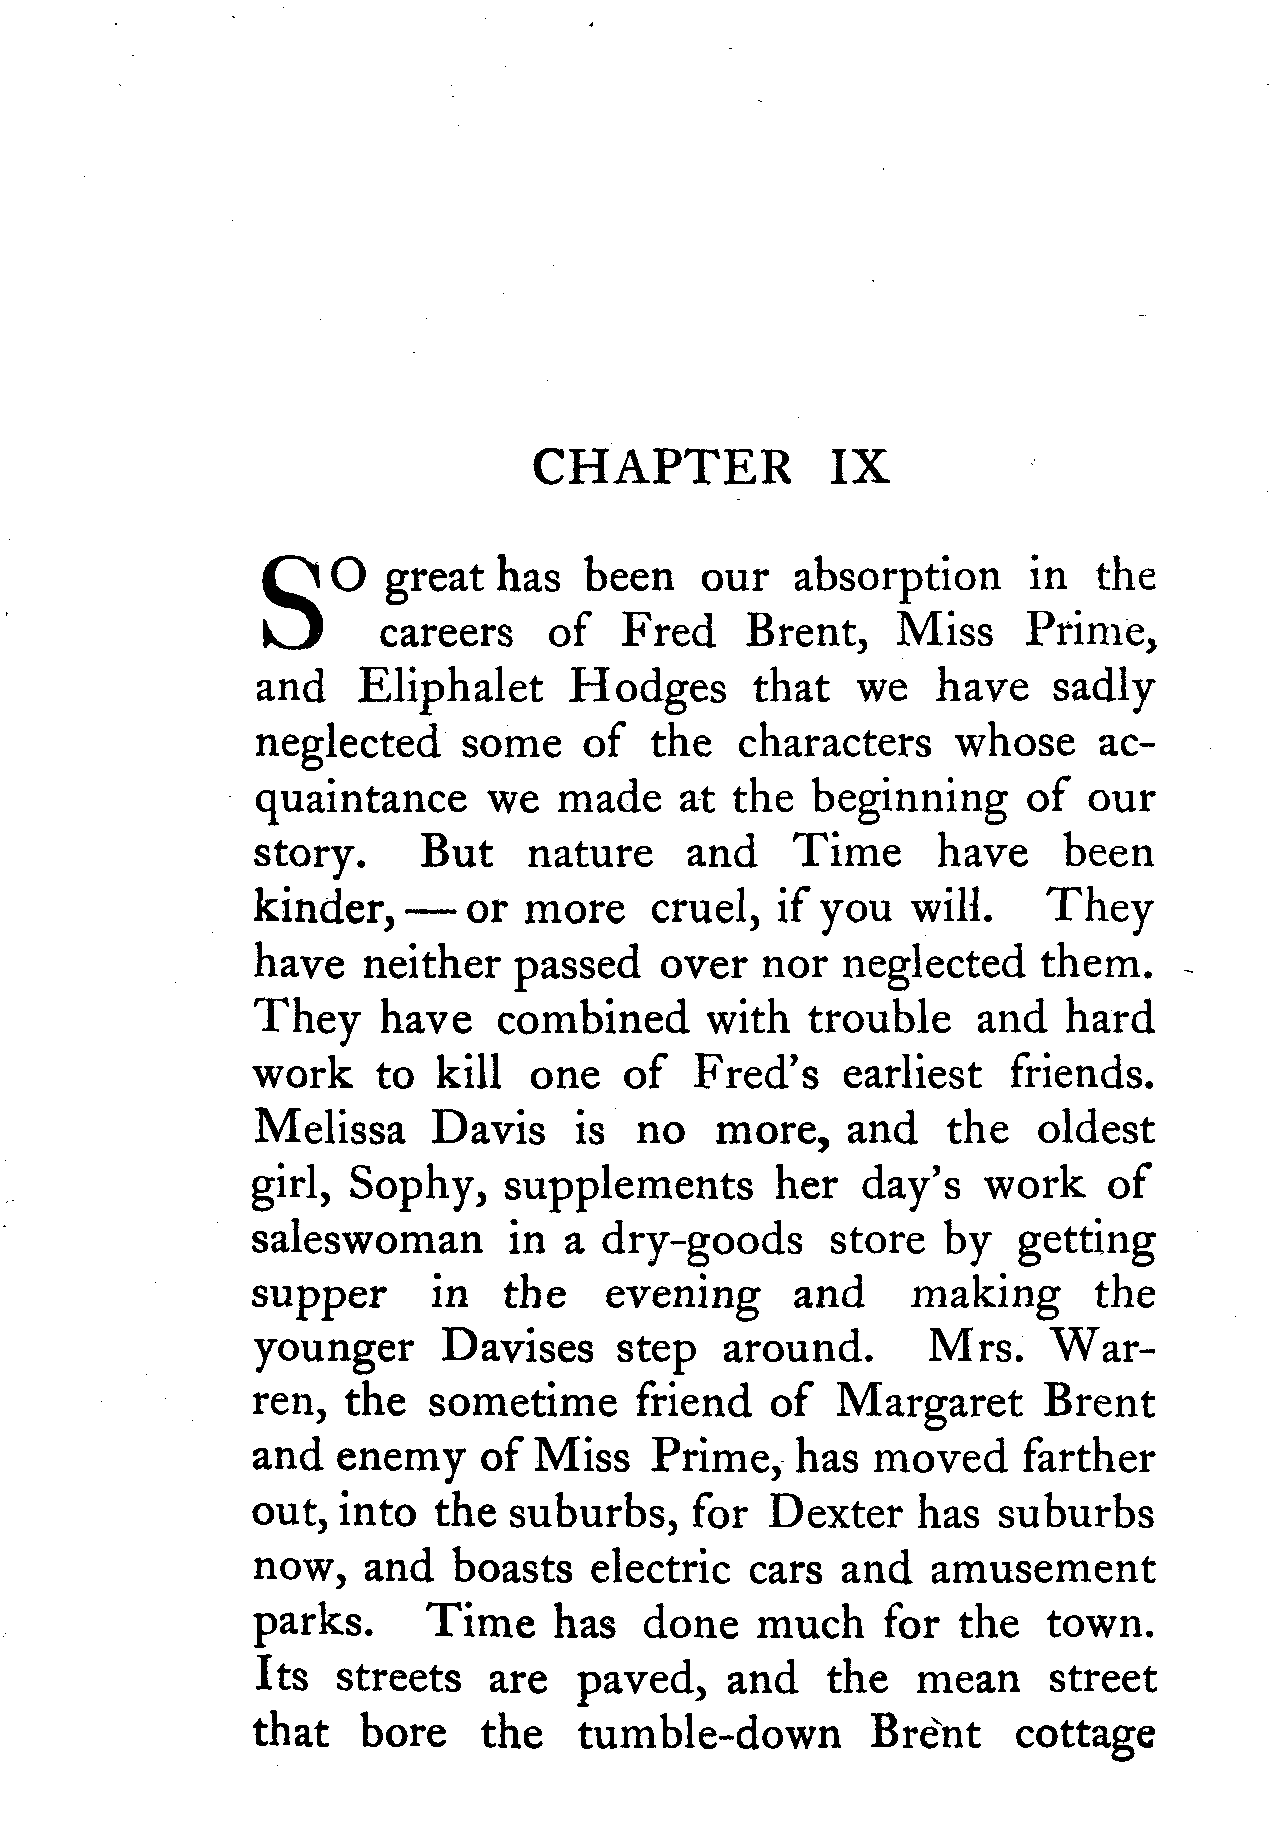 CHAPTER IX
SO great has been our absorption in the
careers of Fred Brent, Miss Prime,
and Eliphalet Hodges that we have sadly
neglected some of the characters whose ac-
quaintance we made at the beginning of our
story. But nature and Time have been
kinder, — or more cruel, if you will. They
have neither passed over nor neglected them.
They have combined with trouble and hard
work to kill one of Fred's earliest friends.
Melissa Davis is no more, and the oldest
girl, Sophy, supplements her day's work of
saleswoman in a dry-goods store by getting
supper in the evening and making the
younger Davises step around. Mrs. War-
ren, the sometime friend of Margaret Brent
and enemy of Miss Prime, has moved farther
out, into the suburbs, for Dexter has suburbs
now, and boasts electric cars and amusement
parks. Time has done much for the town.
Its streets are paved, and the mean street
that bore the tumble-down Brent cottage